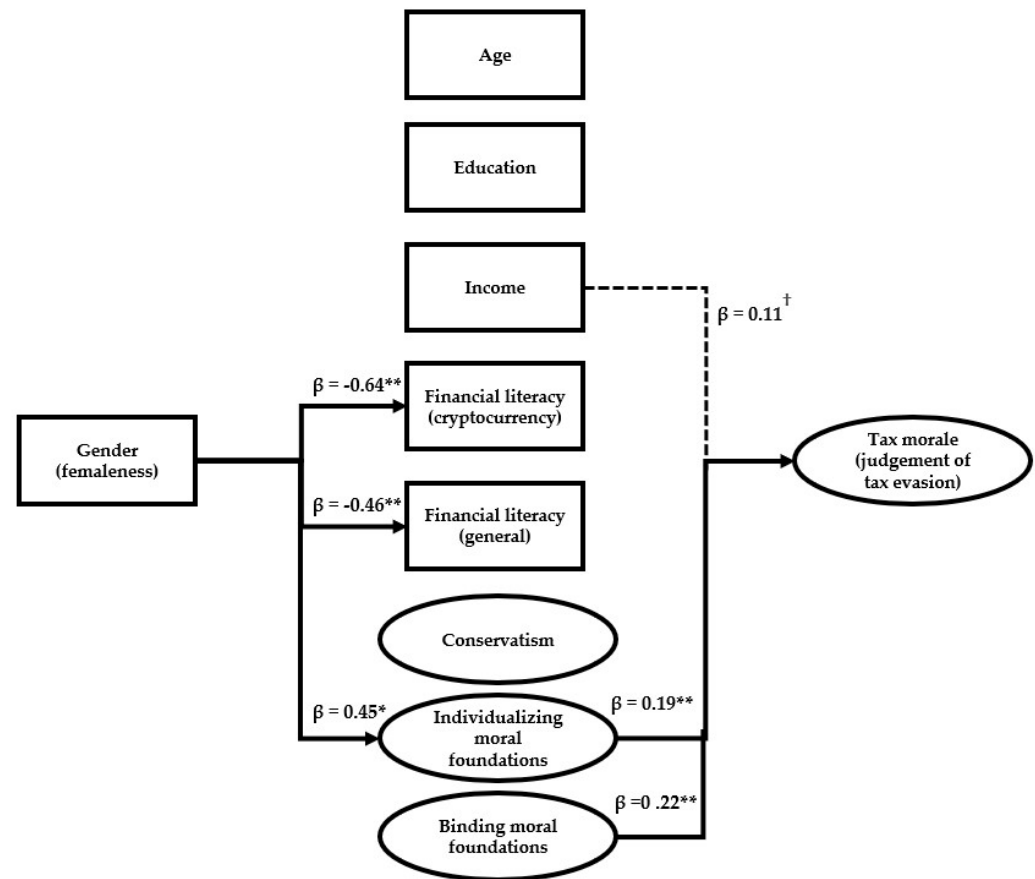 Age
Education
Income
β = 0.11†
β = -0.64**
Financial literacy
(cryptocurrency)
Gender
(femaleness)
Tax morale
(judgement of
tax evasion)
β = -0.46**
Financial literacy
(general)
Conservatism
β = 0.45*
Individualizing
moral
foundations
β = 0.19**
β =0 .22**
Binding moral
foundations